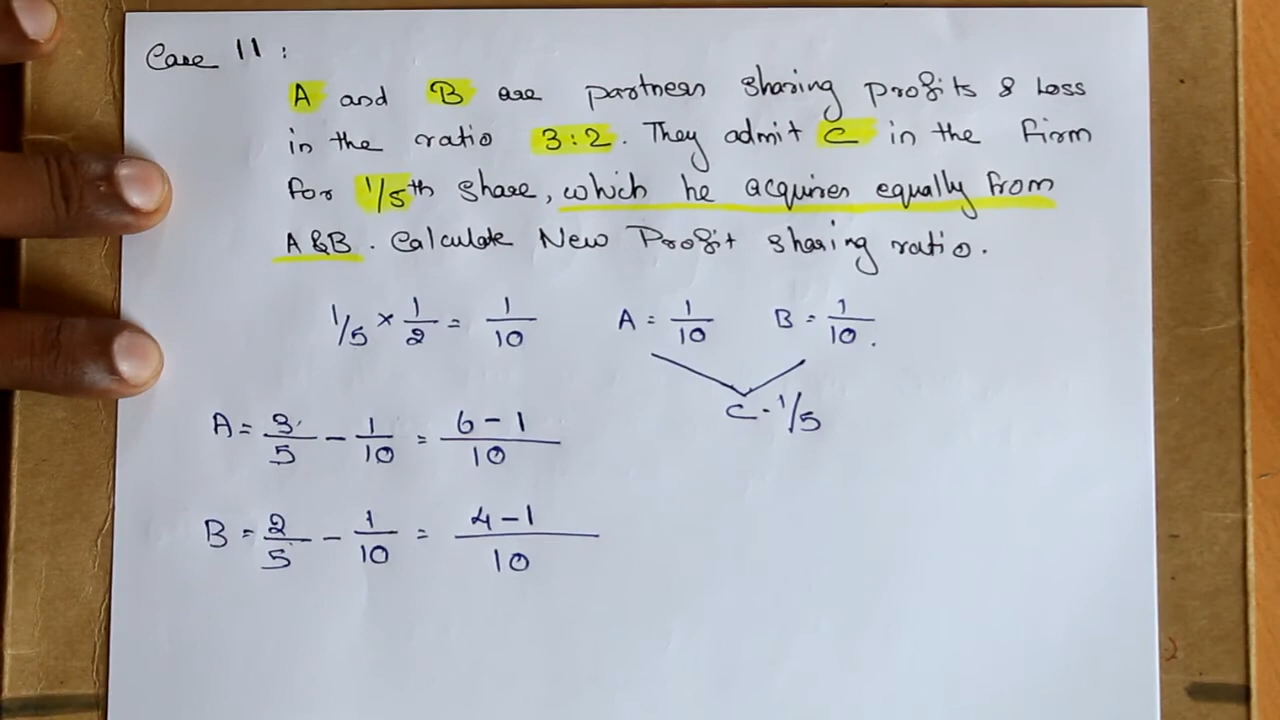 Case II :
A and B are partners sharing profits & Loss
in the ratio 3:2. They admit C in the Firm
for 1/5th share, which he acquires equally from
A&B. Calculate New Profit sharing ratio.
1/5 × 1/2 = 1/10 A = 1/10 B = 1/10.
C - 1/5
A = 3/5 - 1/10 = 6-1/10
B = 2/5 - 1/10 = 4-1/10